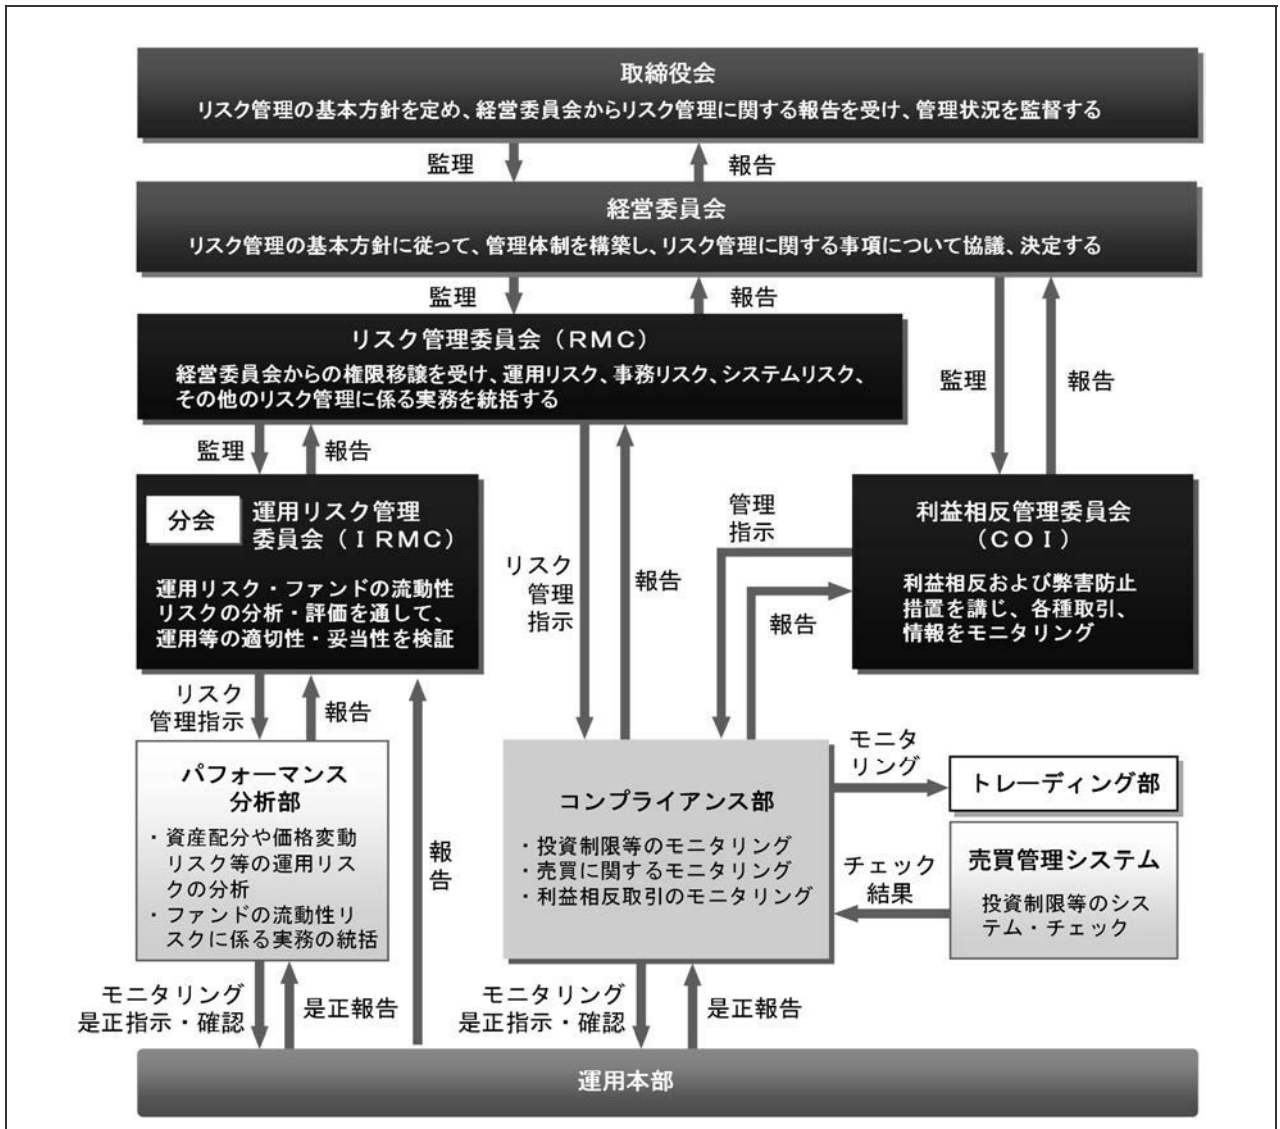 取締役会
リスク管理の基本方針を定め、経営委員会からリスク管理に関する報告を受け、管理状況を監督する
監理
報告
経営委員会
リスク管理の基本方針に従って、管理体制を構築し、リスク管理に関する事項について協議、決定する
監理
報告
リスク管理委員会（ＲＭＣ）
経営委員会からの権限移譲を受け、運用リスク、事務リスク、システムリスク、
その他のリスク管理に係る実務を統括する
監理
報告
監理
報告
分会
運用リスク管理
委員会（ＩＲＭＣ）
運用リスク・ファンドの流動性
リスクの分析・評価を通して、
運用等の適切性・妥当性を検証
リスク
管理
指示
報告
管理
指示
報告
利益相反管理委員会
（ＣＯＩ）
利益相反および弊害防止
措置を講じ、各種取引、
情報をモニタリング
リスク
管理指示
報告
パフォーマンス
分析部
・資産配分や価格変動
リスク等の運用リス
クの分析
・ファンドの流動性リ
スクに係る実務の統括
報
告
コンプライアンス部
・投資制限等のモニタリング
・売買に関するモニタリング
・利益相反取引のモニタリング
モニタ
リング
トレーディング部
チェック
結果
売買管理システム
投資制限等のシス
テム・チェック
モニタリング
是正指示・確認
是正報告
モニタリング
是正指示・確認
是正報告
運用本部